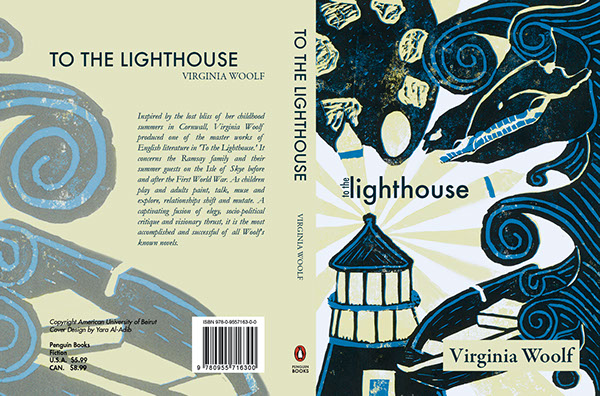 TO THE LIGHTHOUSE
VIRGINIA WOOLF
Inspired by the lost bliss of her childhood
summers in Cornwall, Virginia Woolf
produced one of the master works of
English literature in 'To the Lighthouse.' It
concerns the Ramsay family and their
summer guests on the Isle of Skye before
and after the First World War. As children
play and adults paint, talk, muse and
explore, relationships shift and mutate. A
captivating fusion of elegy, socio-political
critique and visionary thrust, it is the most
accomplished and successful of all Woolf's
known novels.
Copyright American University of Beirut
Cover Design by Yara Al-Adib
Penguin Books
Fiction
U.S.A. $5.99
CAN. $8.99
ISBN 978-0-9557163-0-0
9 780955 716300
TO THE LIGHTHOUSE
VIRGINIA WOOLF
PENGUIN
BOOKS
to the
lighthouse
Virginia Woolf